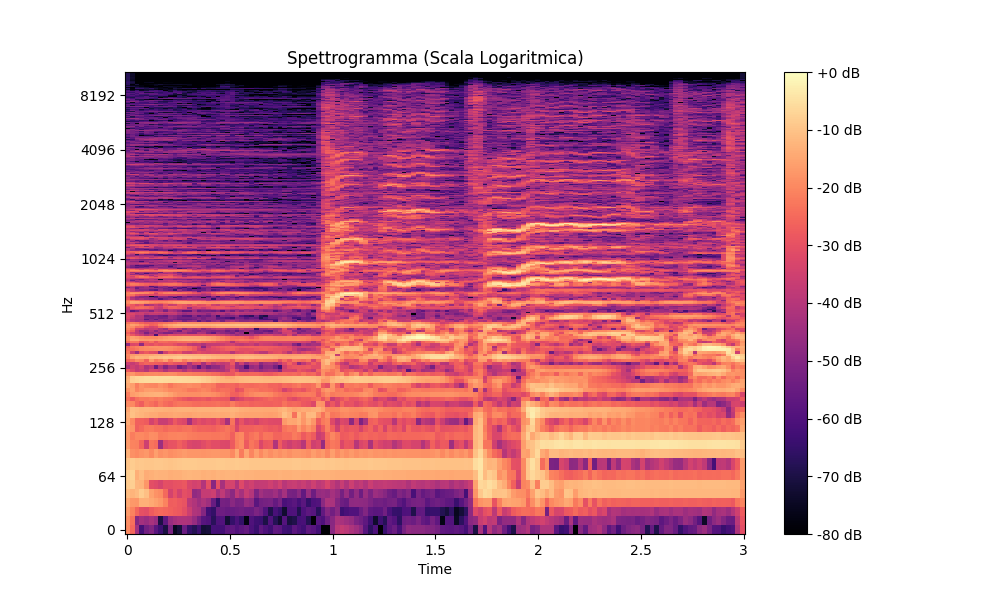 Spettrogramma (Scala Logaritmica)
+0 dB
8192
-10 dB
4096
-20 dB
2048
-30 dB
1024
-40 dB
Hz
512
-50 dB
256
-60 dB
128
-70 dB
64
0
-80 dB
0 0.5 1 1.5 2 2.5 3
Time